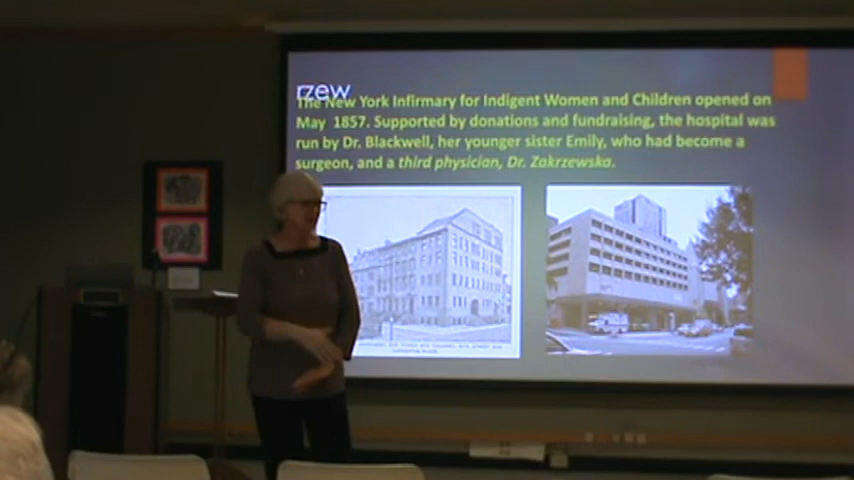 rzew
The New York Infirmary for Indigent Women and Children opened on
May 1857. Supported by donations and fundraising, the hospital was
run by Dr. Blackwell, her younger sister Emily, who had become a
surgeon, and a third physician, Dr. Zakrzewska.